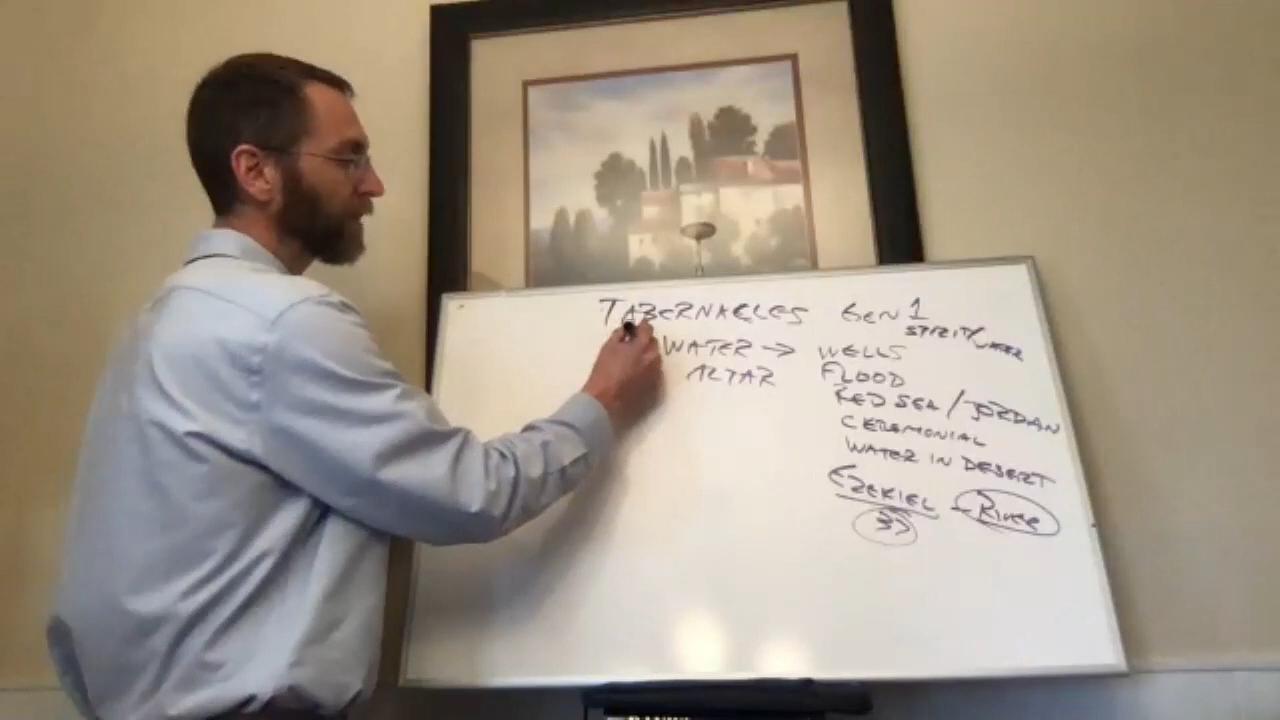 TABERNACLES GEN 1
SPIRIT/WATER
WATER → WELLS
ALTAR FLOOD
RED SEA / JORDAN
CEREMONIAL
WATER IN DESERT
EZEKIEL - RIVER
37